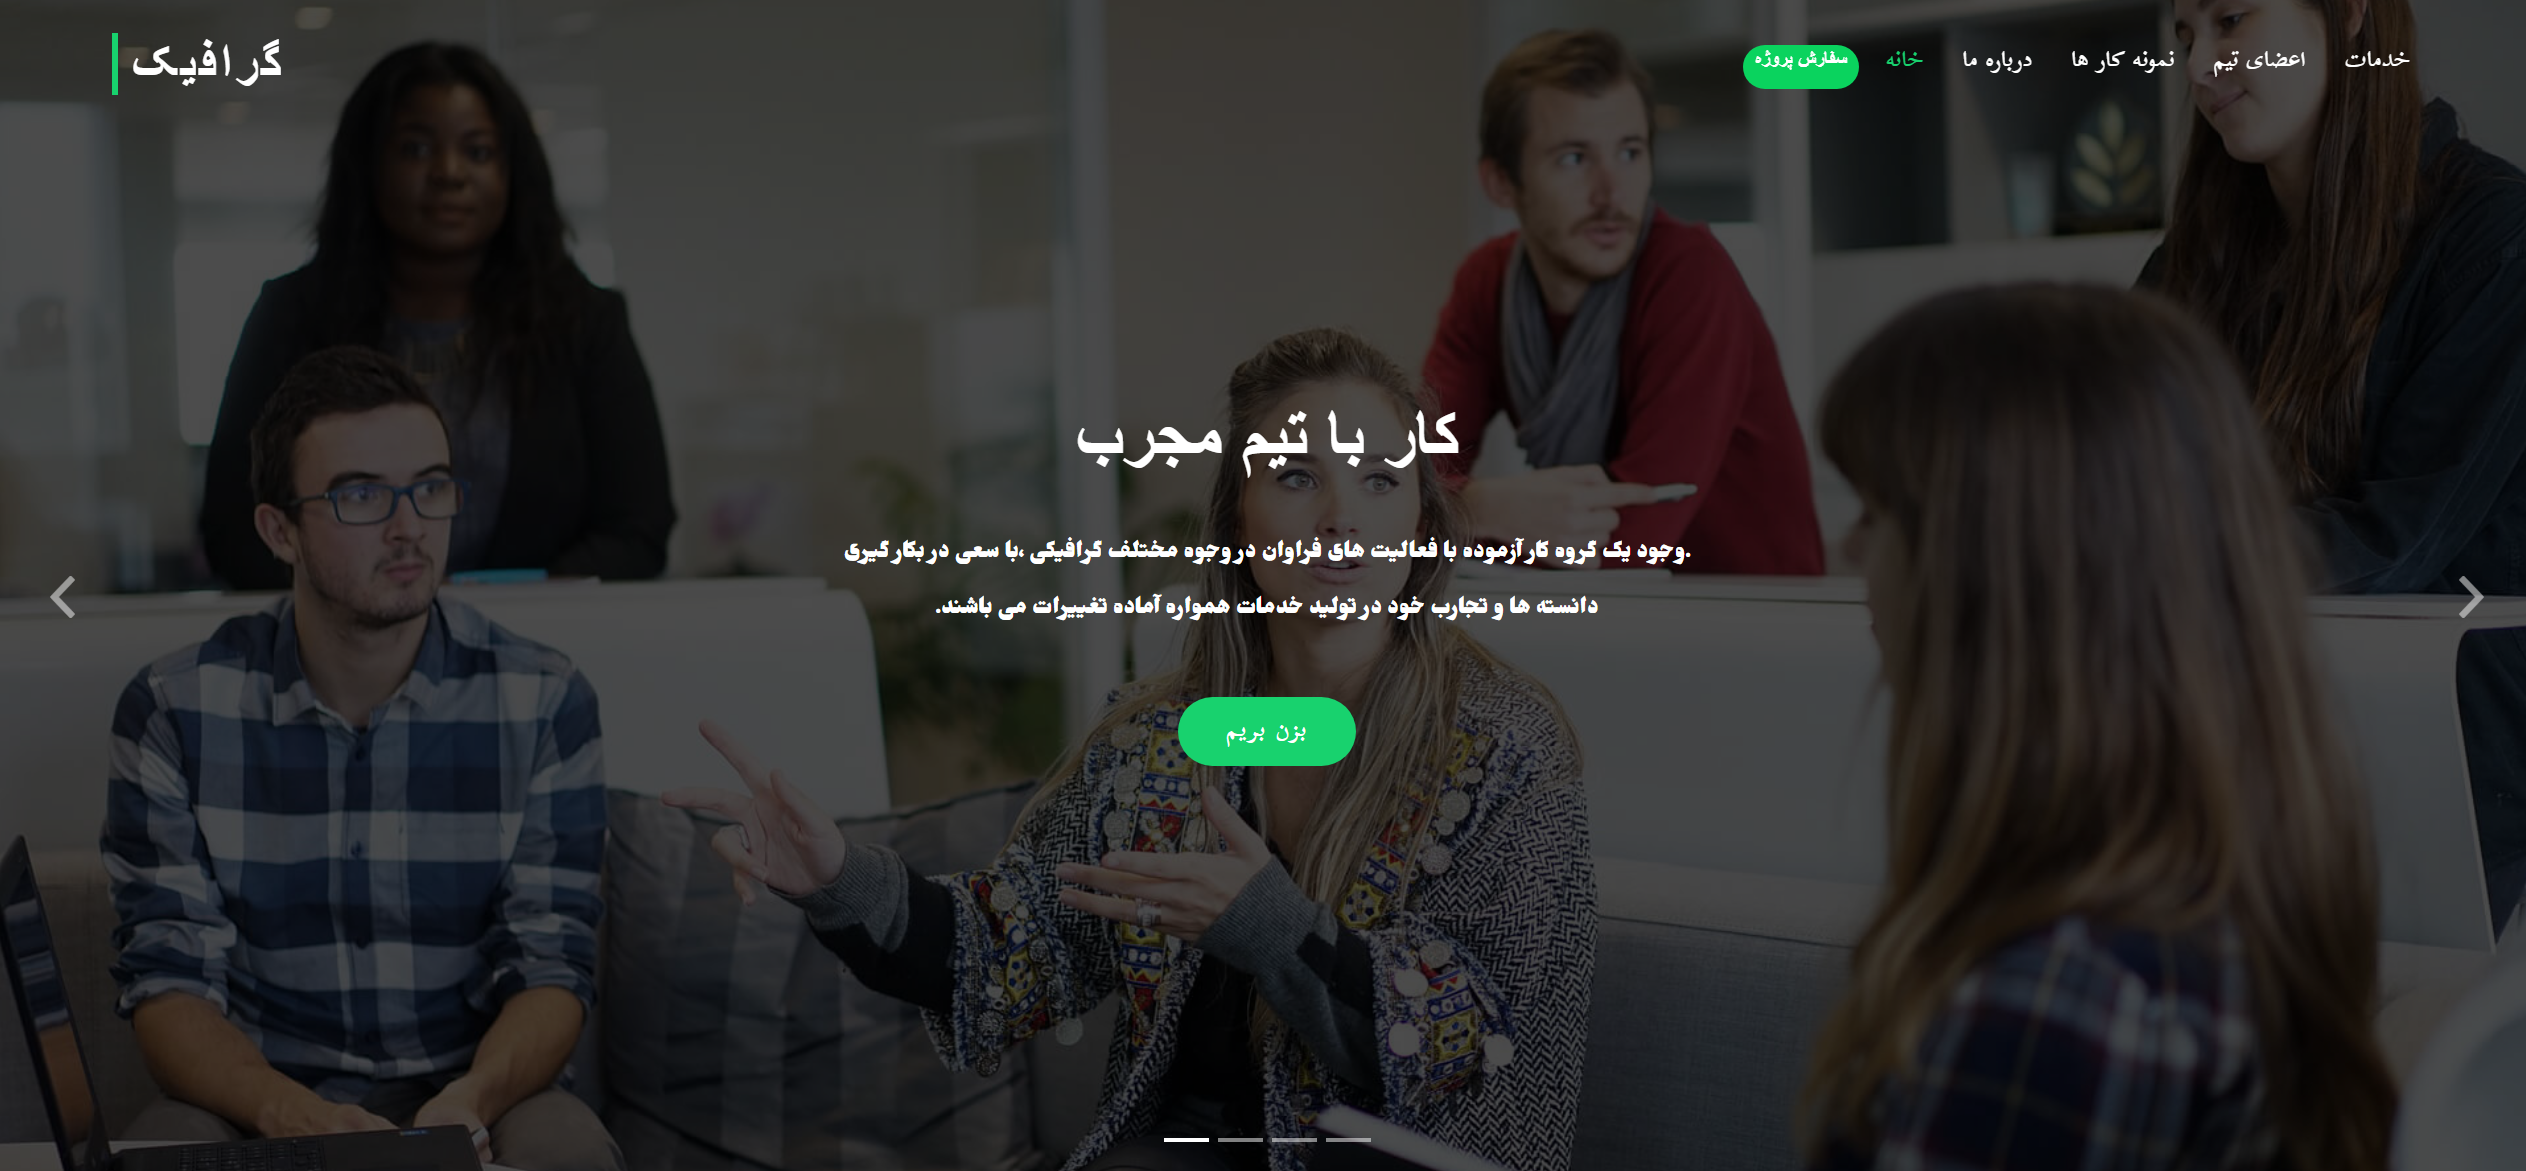 گرافیک
خدمات
اعضای تیم
نمونه کار ها
درباره ما
خانه
سفارش پروژه
کار با تیم مجرب
.وجود یک گروه کارآزموده با فعالیت های فراوان در وجوه مختلف گرافیکی ،با سعی در بکارگیری
دانسته ها و تجارب خود در تولید خدمات همواره آماده تغییرات می باشند.
بزن بریم